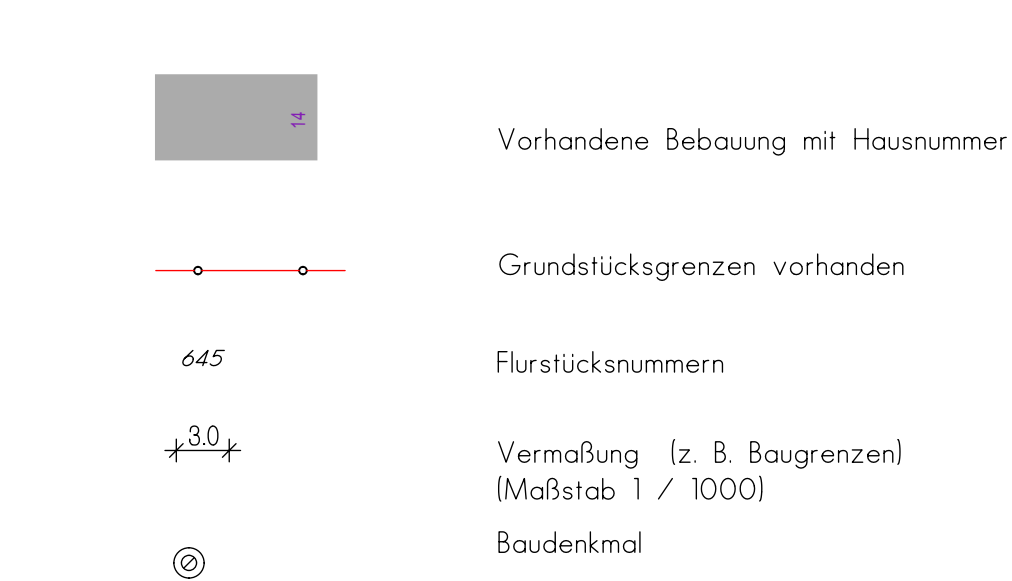 14
Vorhandene Bebauung mit Hausnummer
Grundstücksgrenzen vorhanden
645
Flurstücksnummern
3.0
Vermaßung (z. B. Baugrenzen)
(Maßstab 1 / 1000)
Baudenkmal